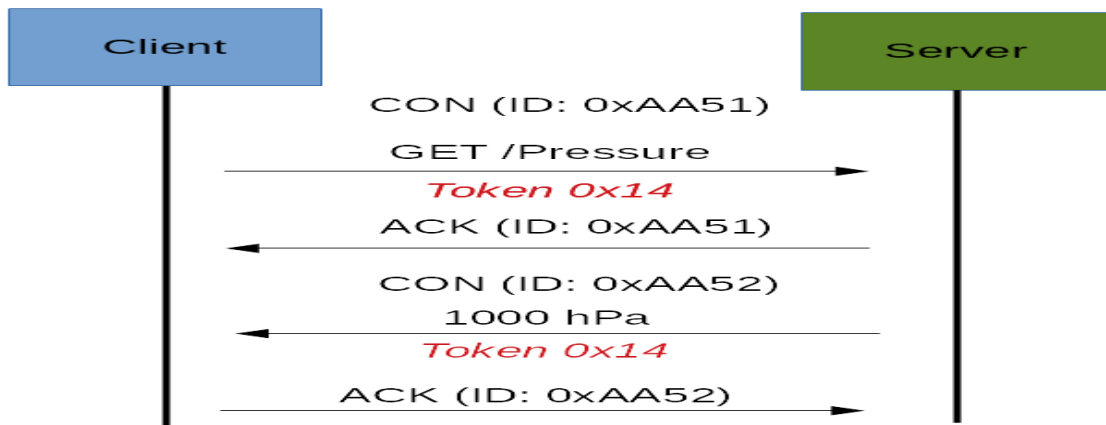 Client
Server
CON (ID: 0xAA51)
GET /Pressure
Token 0x14
ACK (ID: 0xAA51)
CON (ID: 0xAA52)
1000 hPa
Token 0x14
ACK (ID: 0xAA52)